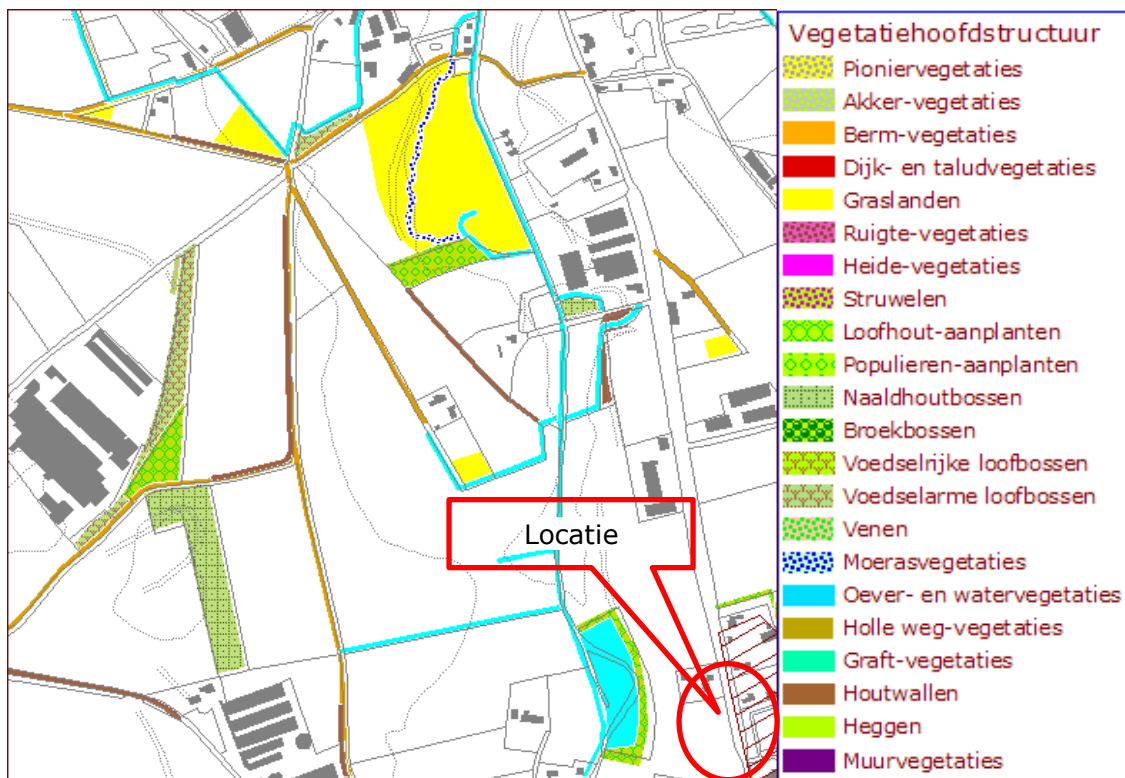 Vegetatiehoofdstructuur
Pioniervegetaties
Akker-vegetaties
Berm-vegetaties
Dijk- en taludvegetaties
Graslanden
Ruigte-vegetaties
Heide-vegetaties
Struwelen
Loofhout-aanplanten
Populieren-aanplanten
Naaldhoutbossen
Broekbossen
Voedselrijke loofbossen
Voedselarme loofbossen
Venen
Moerasvegetaties
Oever- en watervegetaties
Holle weg-vegetaties
Graft-vegetaties
Houtwallen
Heggen
Muurvegetaties
Locatie